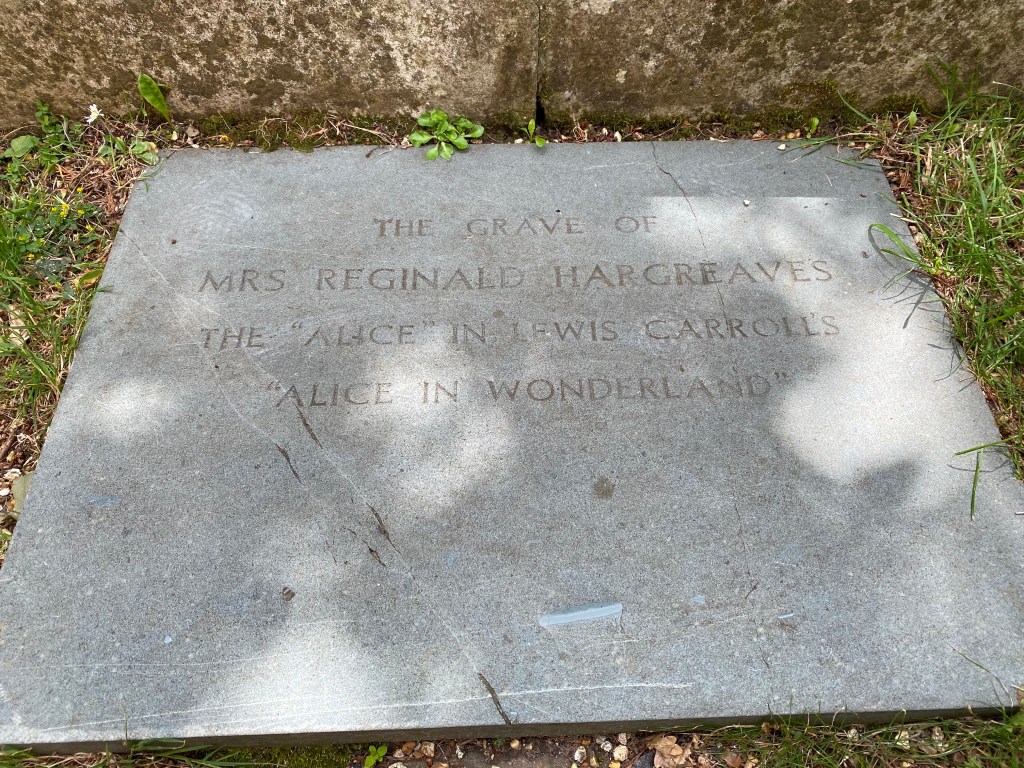 THE GRAVE OF
MRS REGINALD HARGREAVES
THE "ALICE" IN LEWIS CARROLL'S
"ALICE IN WONDERLAND"